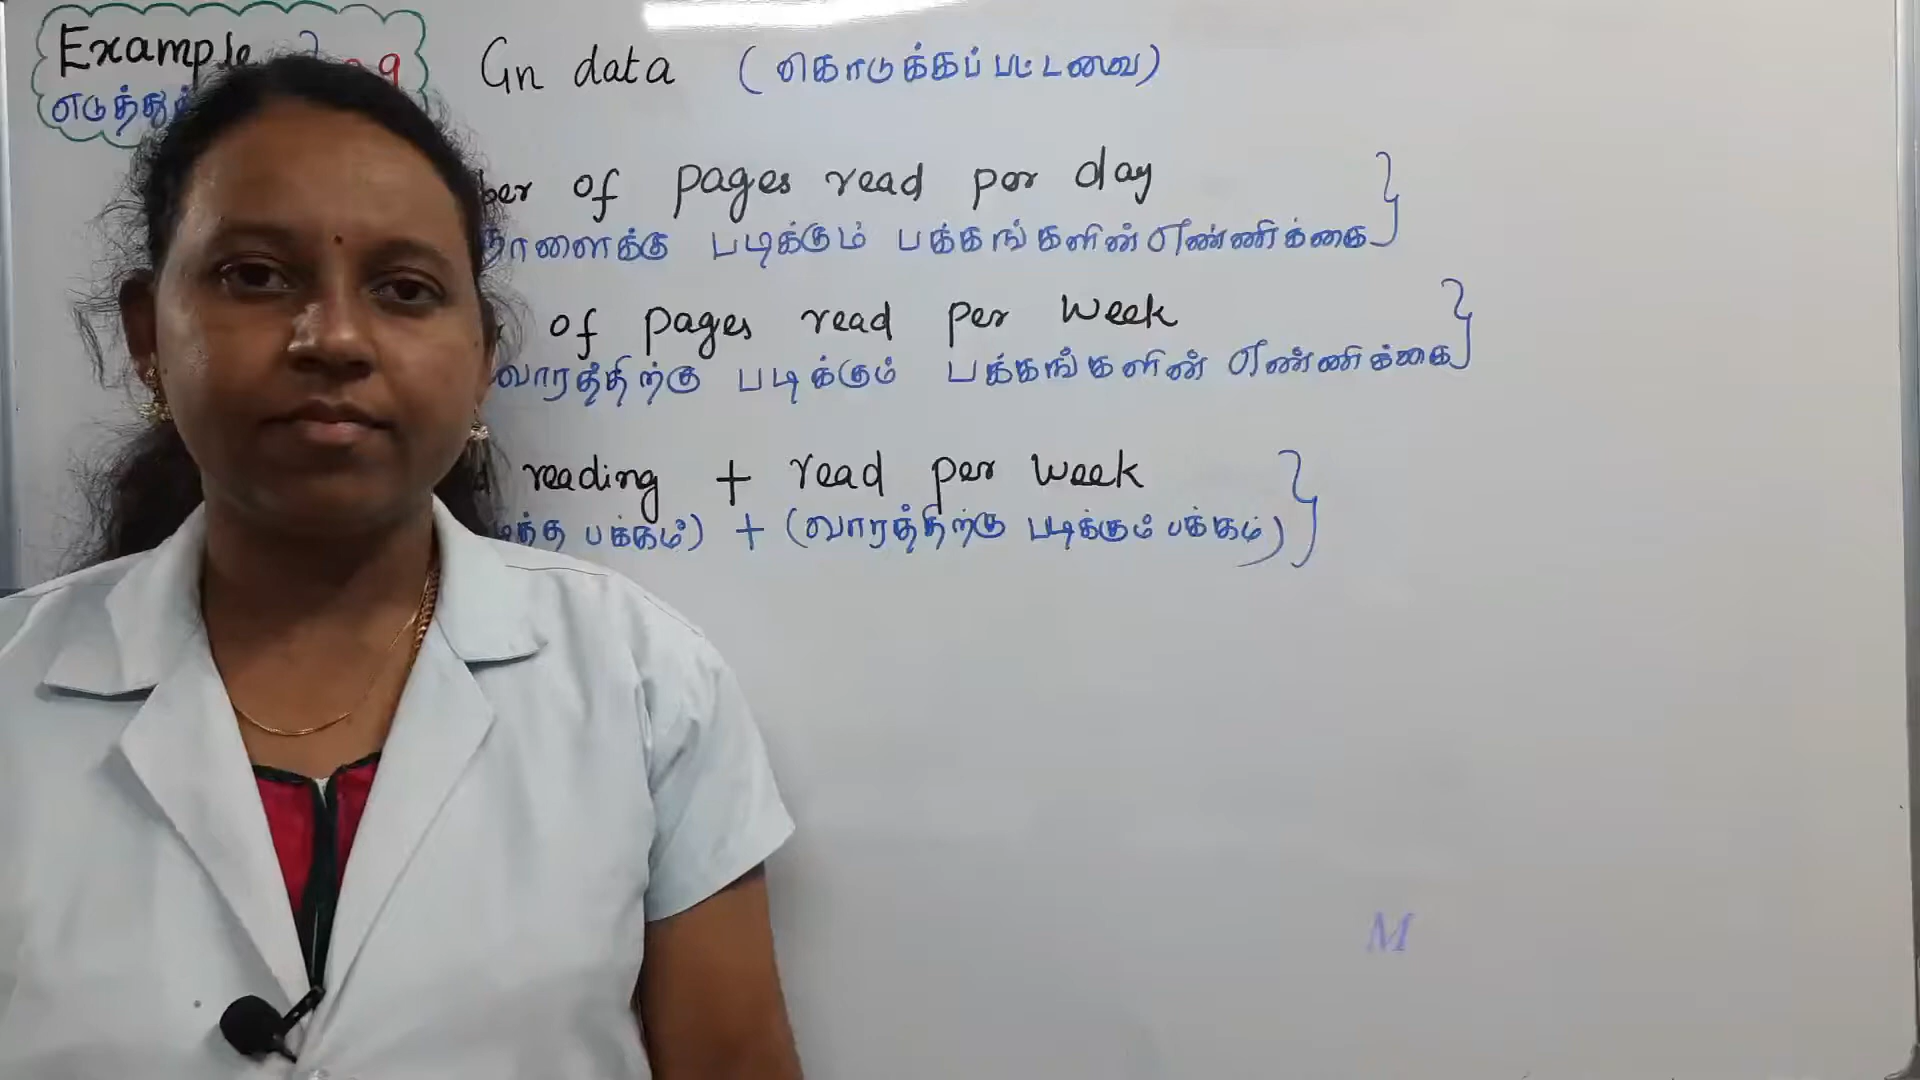 Example
Gn data (கொடுக்கப்பட்டவை)
of pages read per day
படிக்கும் பக்கங்களின் எண்ணிக்கை
of pages read per week
வாரத்திற்கு படிக்கும் பக்கங்களின் எண்ணிக்கை
reading + read per week
பக்கம்) + (வாரத்திற்கு படிக்கும் பக்கம்)
M